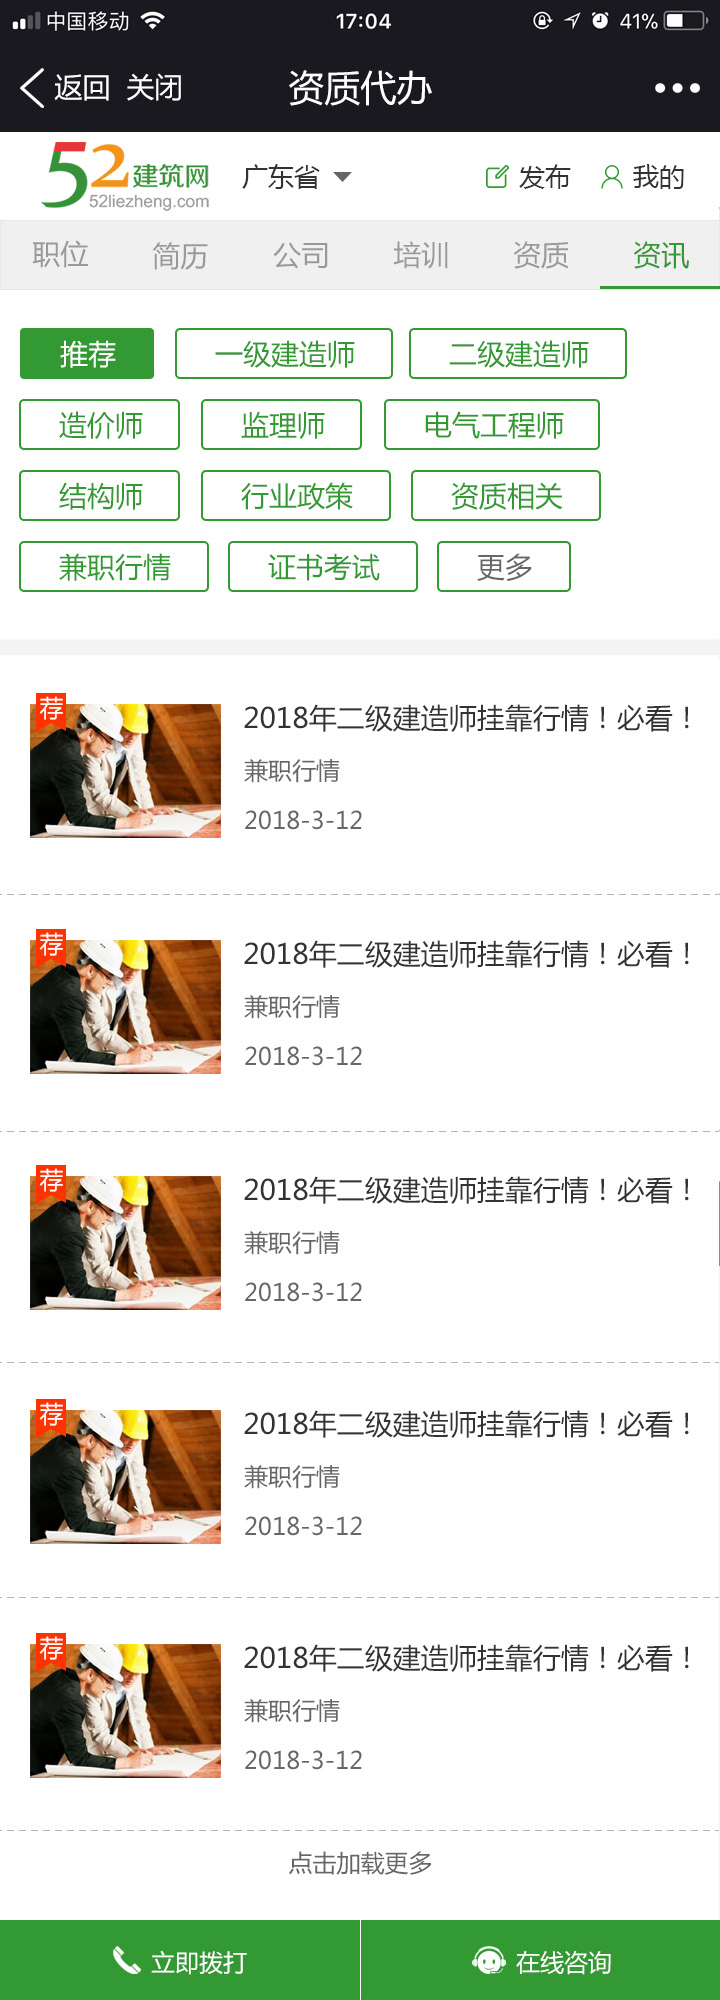 中国移动 17:04 41%
返回 关闭 资质代办
52建筑网 广东省 发布 我的
52liezheng.com
职位 简历 公司 培训 资质 资讯
推荐 一级建造师 二级建造师
造价师 监理师 电气工程师
结构师 行业政策 资质相关
兼职行情 证书考试 更多
荐
2018年二级建造师挂靠行情！必看！
兼职行情
2018-3-12
荐
2018年二级建造师挂靠行情！必看！
兼职行情
2018-3-12
荐
2018年二级建造师挂靠行情！必看！
兼职行情
2018-3-12
荐
2018年二级建造师挂靠行情！必看！
兼职行情
2018-3-12
荐
2018年二级建造师挂靠行情！必看！
兼职行情
2018-3-12
点击加载更多
立即拨打 在线咨询